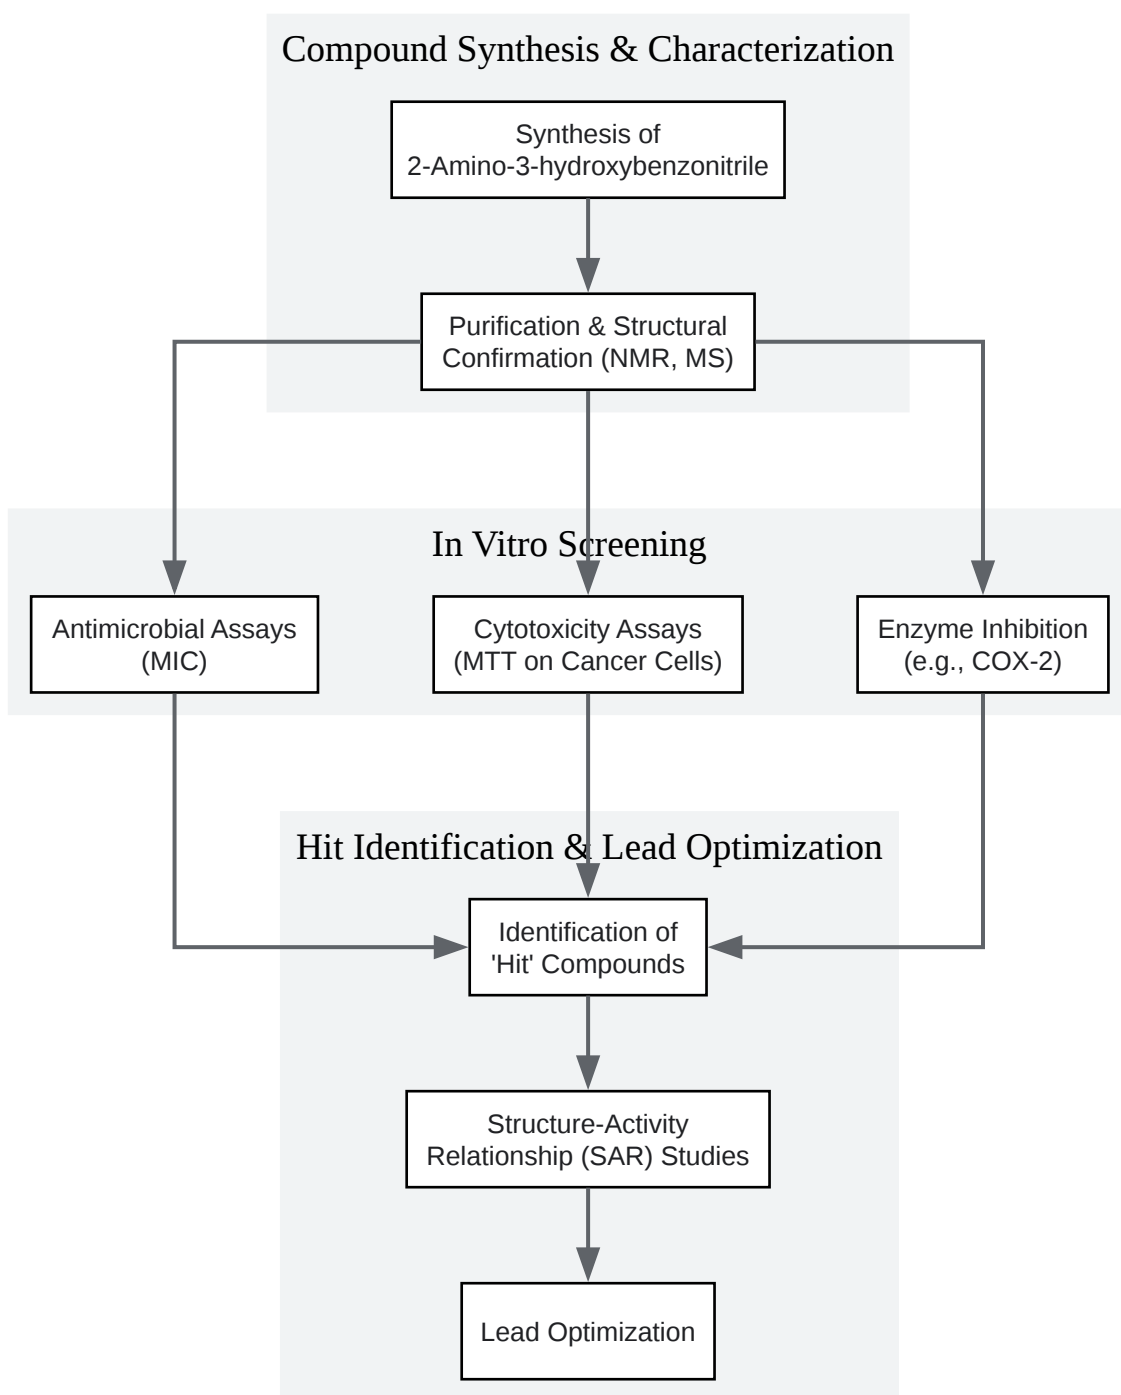 Compound Synthesis & Characterization
Synthesis of
2-Amino-3-hydroxybenzonitrile
Purification & Structural
Confirmation (NMR, MS)
In Vitro Screening
Antimicrobial Assays
(MIC)
Cytotoxicity Assays
(MTT on Cancer Cells)
Enzyme Inhibition
(e.g., COX-2)
Hit Identification & Lead Optimization
Identification of
'Hit' Compounds
Structure-Activity
Relationship (SAR) Studies
Lead Optimization